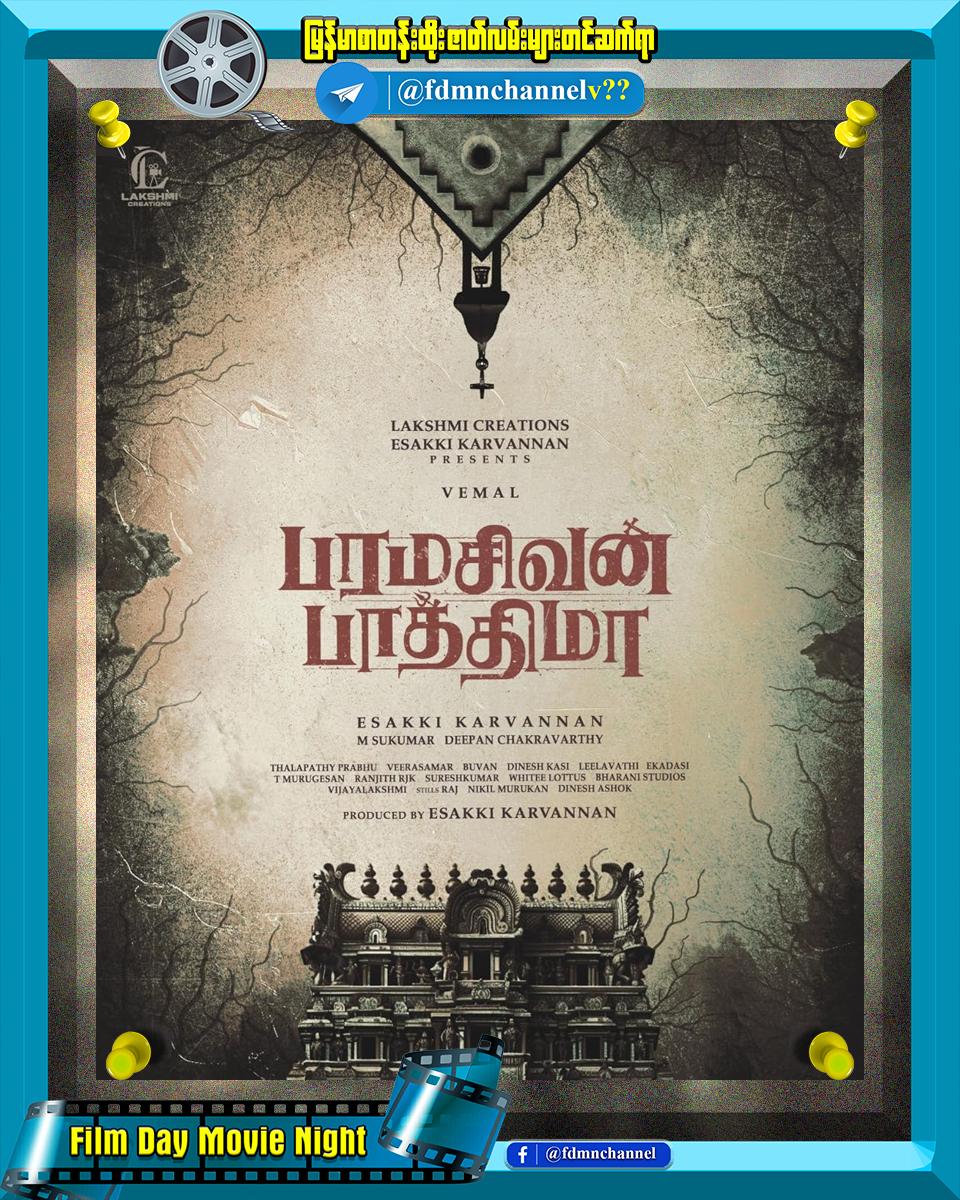 မြန်မာစာတန်းထိုးဇာတ်လမ်းများတင်ဆက်ရာ
@fdmnchannelv??
LAKSHMI
CREATIONS
LAKSHMI CREATIONS
ESAKKI KARVANNAN
PRESENTS
VEMAL
பரமசிவன்
பாத்திமா
ESAKKI KARVANNAN
M SUKUMAR DEEPAN CHAKRAVARTHY
THALAPATHY PRABHU VEERASAMAR BUVAN DINESH KASI LEELAVATHI EKADASI
T MURUGESAN RANJITH RJK SURESHKUMAR WHITEE LOTTUS BHARANI STUDIOS
VIJAYALAKSHMI STILLS RAJ NIKIL MURUKAN DINESH ASHOK
PRODUCED BY ESAKKI KARVANNAN
Film Day Movie Night
f @fdmnchannel